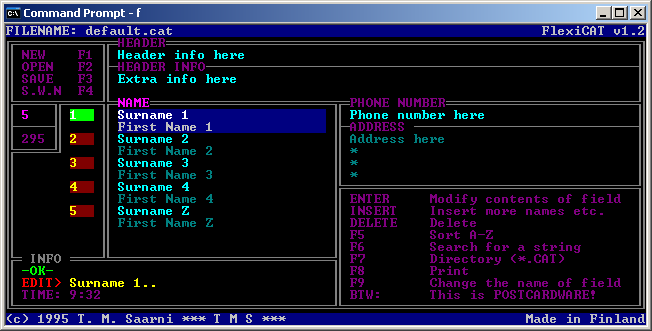 Command Prompt - f
FILENAME: default.cat FlexiCAT v1.2
HEADER
NEW F1
OPEN F2
SAVE F3
S.W.N F4
Header info here
HEADER INFO
Extra info here
5
295
1
2
3
4
5
NAME
Surname 1
First Name 1
Surname 2
First Name 2
Surname 3
First Name 3
Surname 4
First Name 4
Surname Z
First Name Z
PHONE NUMBER
Phone number here
ADDRESS
Address here
*
*
*
ENTER Modify contents of field
INSERT Insert more names etc.
DELETE Delete
F5 Sort A-Z
F6 Search for a string
F7 Directory (*.CAT)
F8 Print
F9 Change the name of field
BTW: This is POSTCARDWARE!
INFO
-OK-
EDIT> Surname 1..
TIME: 9:32
(c) 1995 T. M. Saarni *** T M S *** Made in Finland